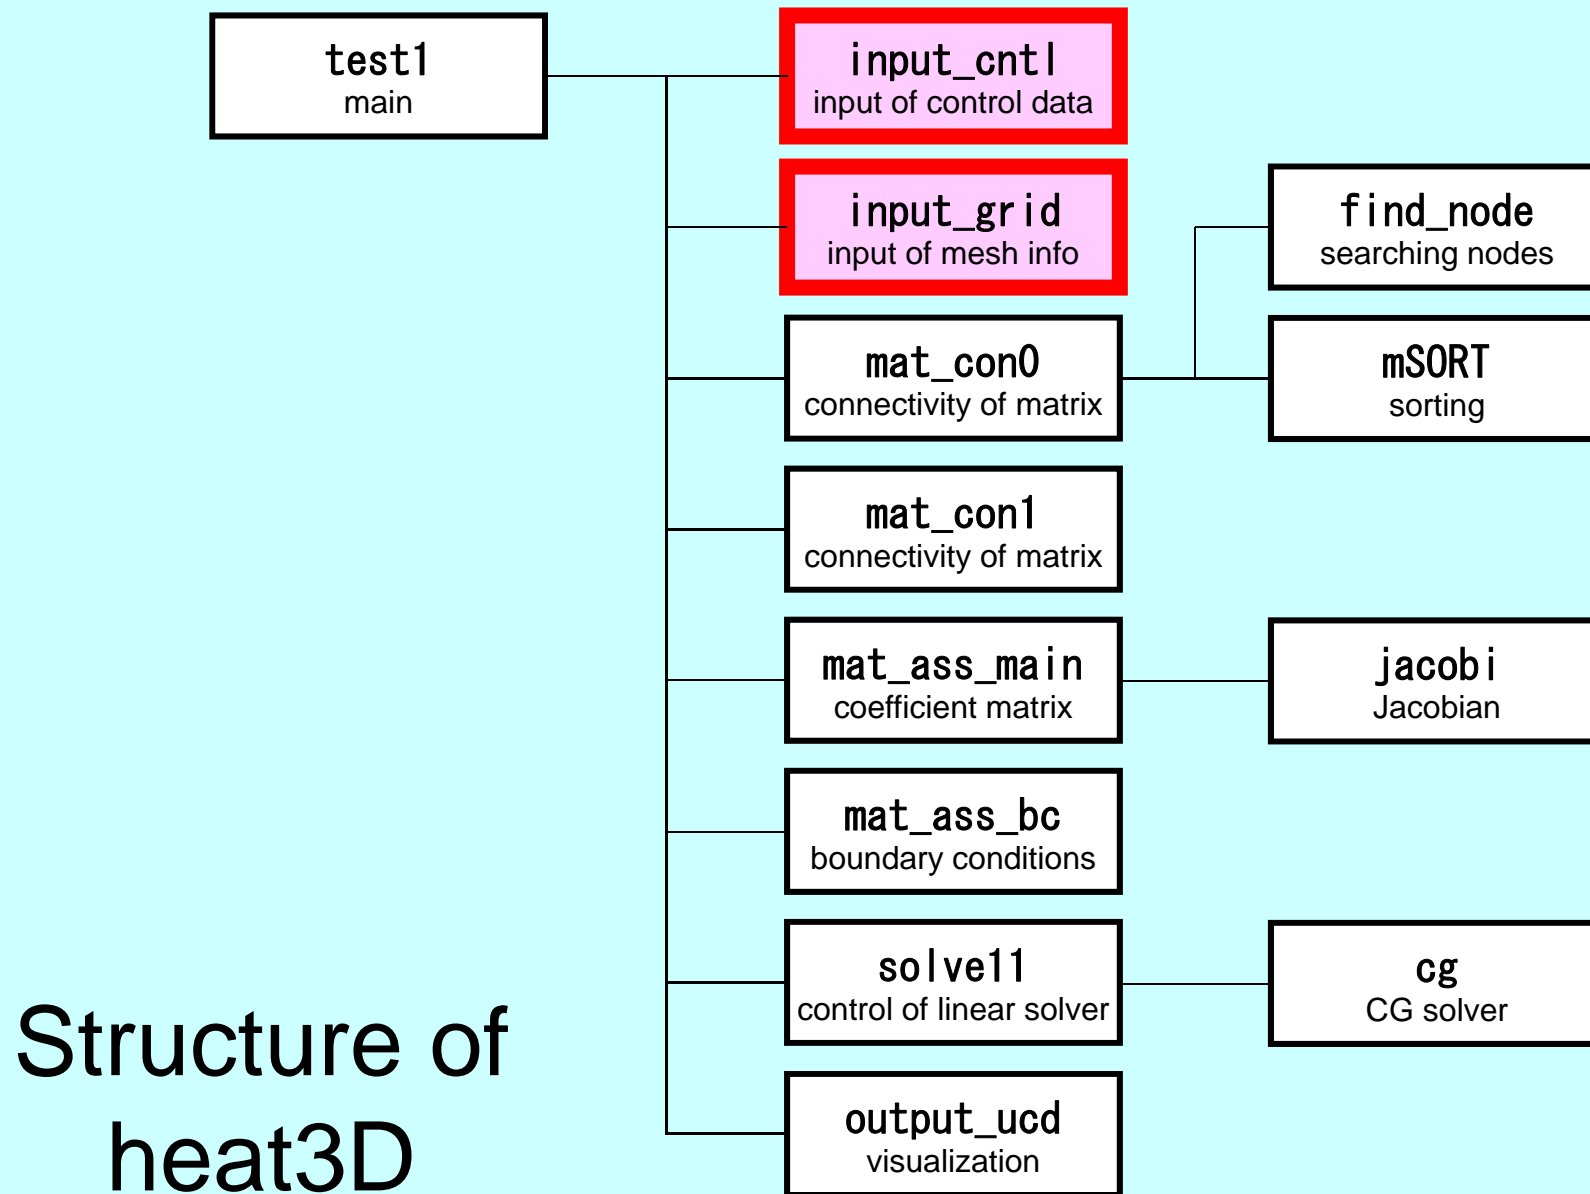 test1
main
input_cntl
input of control data
input_grid
input of mesh info
find_node
searching nodes
mat_con0
connectivity of matrix
mSORT
sorting
mat_con1
connectivity of matrix
mat_ass_main
coefficient matrix
jacobi
Jacobian
mat_ass_bc
boundary conditions
solve11
control of linear solver
cg
CG solver
output_ucd
visualization
Structure of
heat3D